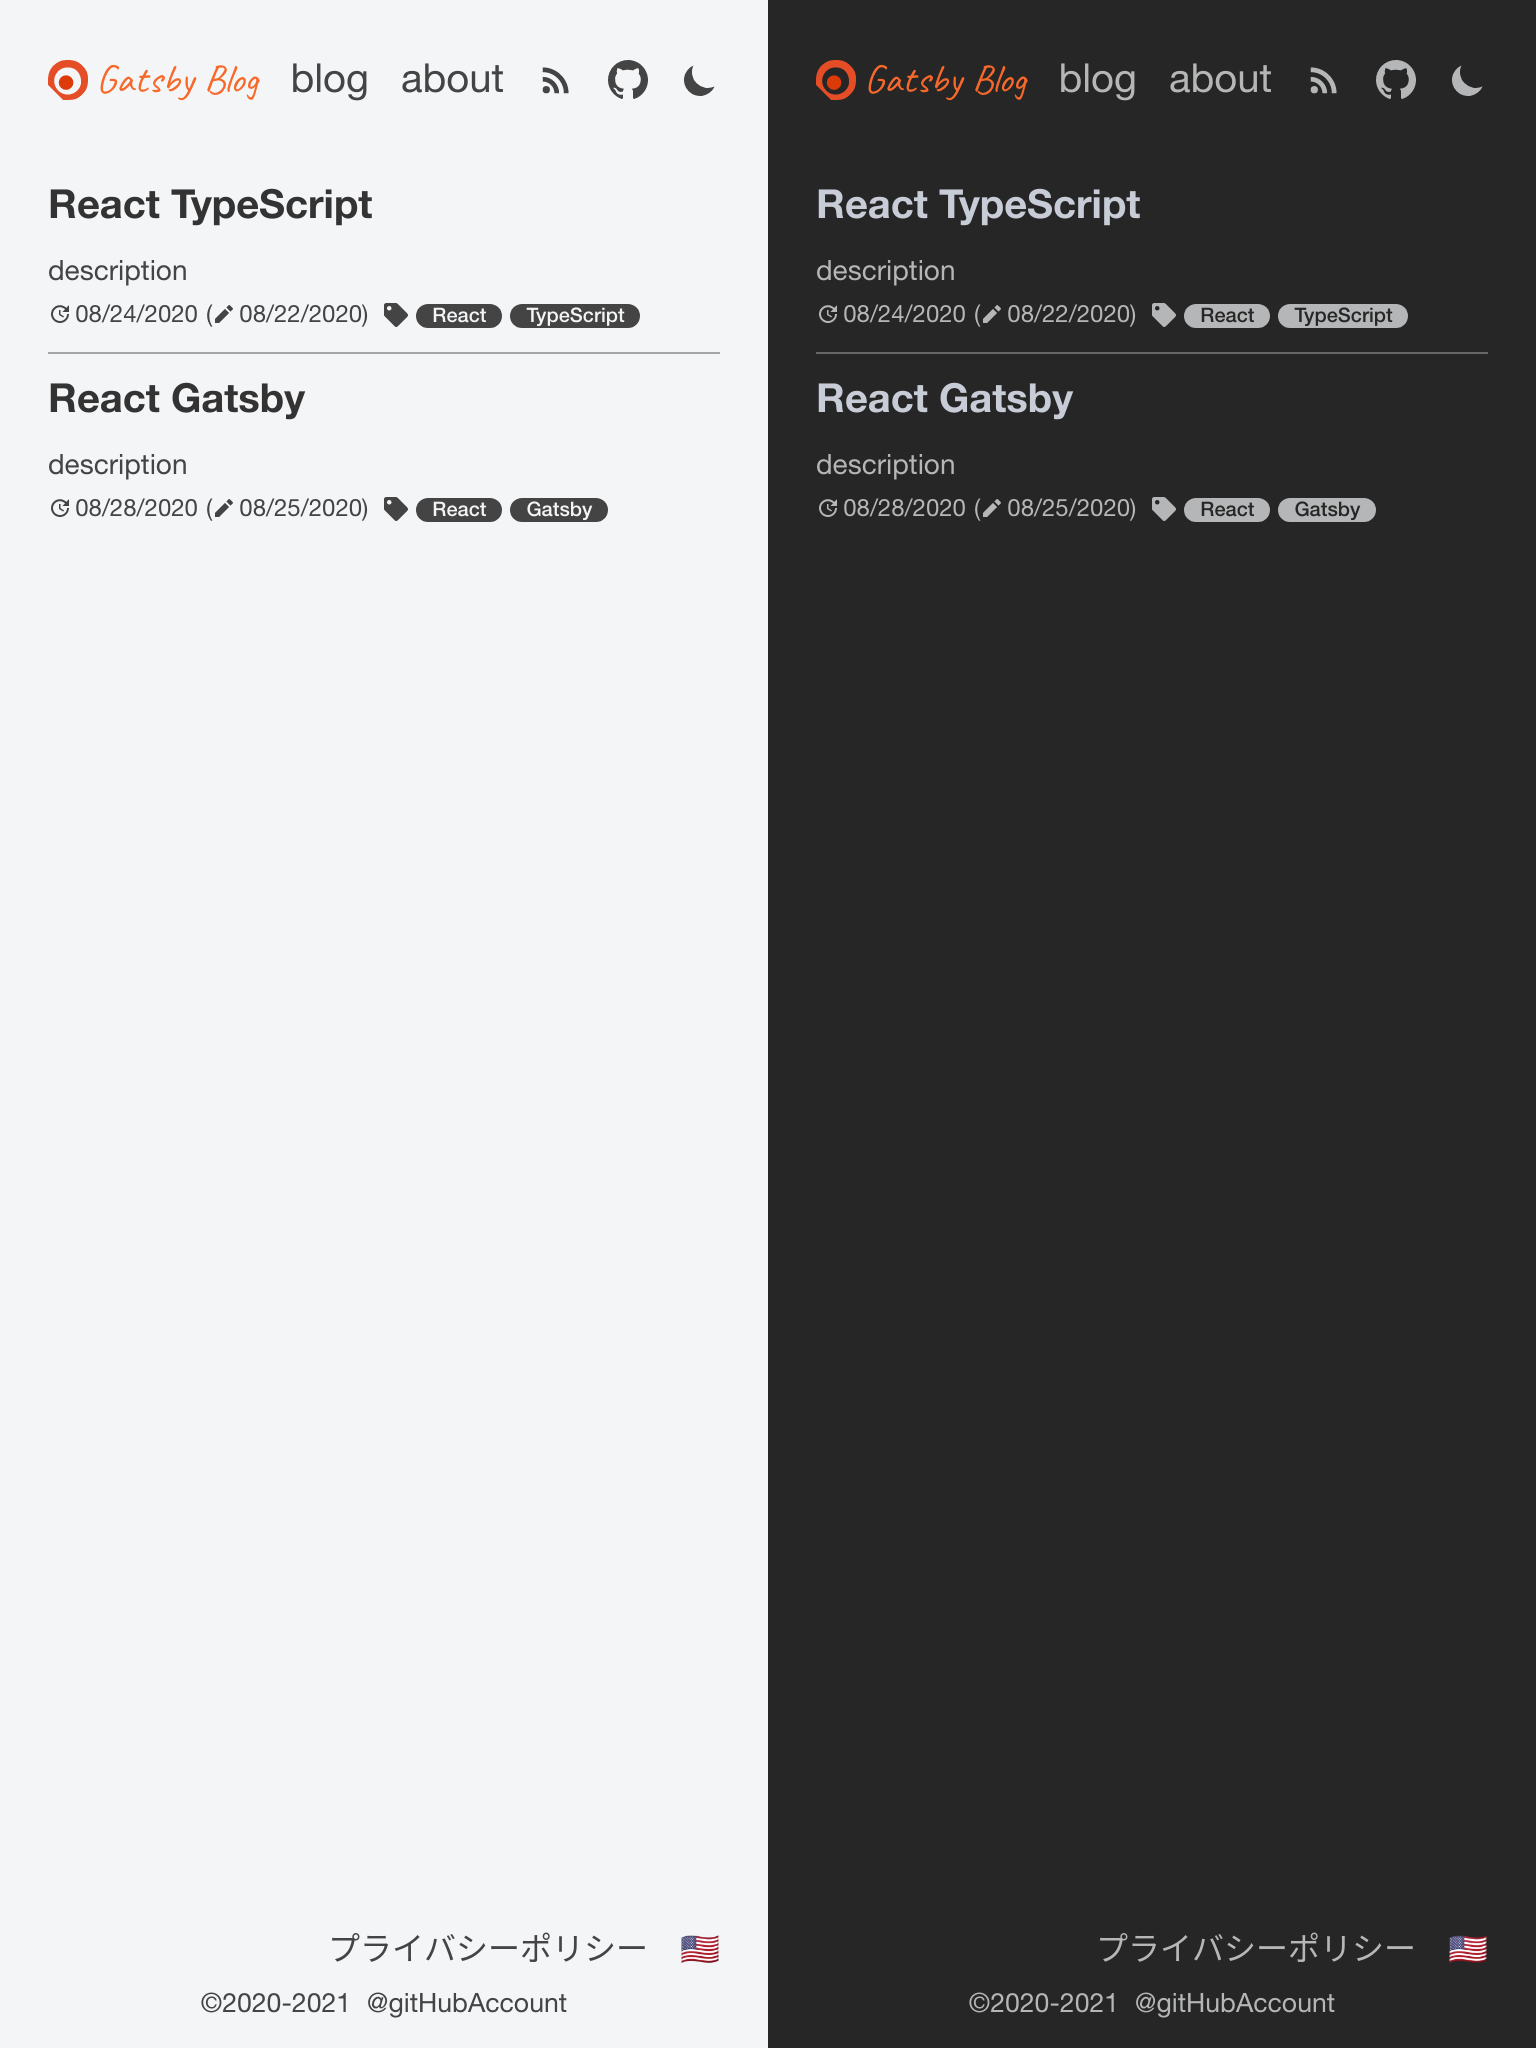 Gatsby Blog blog about
React TypeScript
description
08/24/2020 (08/22/2020) React TypeScript
React Gatsby
description
08/28/2020 (08/25/2020) React Gatsby
プライバシーポリシー
©2020-2021 @gitHubAccount
Gatsby Blog blog about
React TypeScript
description
08/24/2020 (08/22/2020) React TypeScript
React Gatsby
description
08/28/2020 (08/25/2020) React Gatsby
プライバシーポリシー
©2020-2021 @gitHubAccount